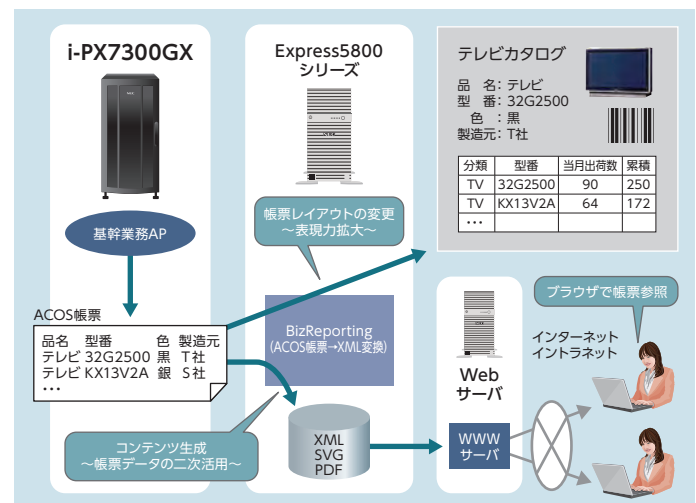 i-PX7300GX
基幹業務AP
ACOS帳票
品名 型番 色 製造元
テレビ 32G2500 黒 T社
テレビ KX13V2A 銀 S社
･･･
Express5800
シリーズ
帳票レイアウトの変更
～表現力拡大～
BizReporting
(ACOS帳票→XML変換)
コンテンツ生成
～帳票データの二次活用～
XML
SVG
PDF
テレビカタログ
品 名：テレビ
型 番：32G2500
色 ：黒
製造元：T社
分類 型番 当月出荷数 累積
TV 32G2500 90 250
TV KX13V2A 64 172
･･･
Web
サーバ
WWW
サーバ
ブラウザで帳票参照
インターネット
イントラネット